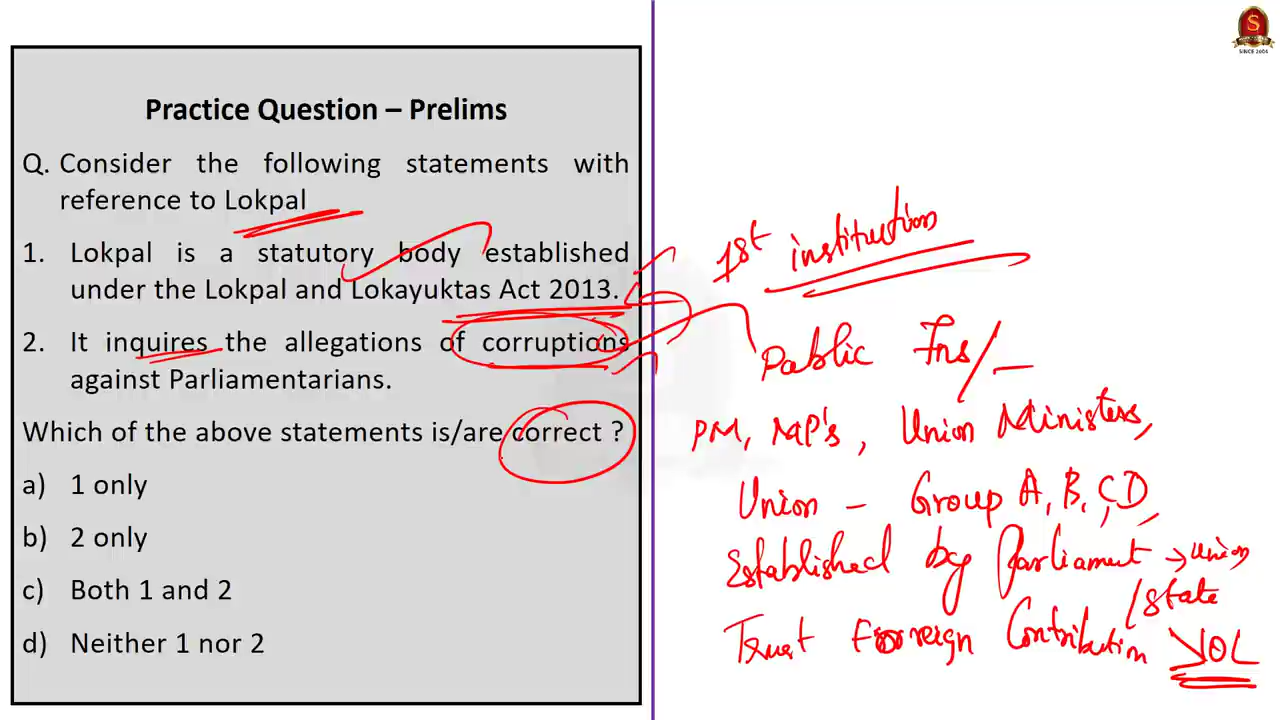 Practice Question – Prelims
Q. Consider the following statements with
reference to Lokpal
1. Lokpal is a statutory body established
under the Lokpal and Lokayuktas Act 2013.
2. It inquires the allegations of corruptions
against Parliamentarians.
Which of the above statements is/are correct ?
a) 1 only
b) 2 only
c) Both 1 and 2
d) Neither 1 nor 2
S
SINCE 2004
1st institution
Public Fns/_
PM, MP's, Union Ministers,
Union - Group A, B, C, D
Established by Parliament → Union
/State
Trust Foreign Contribution